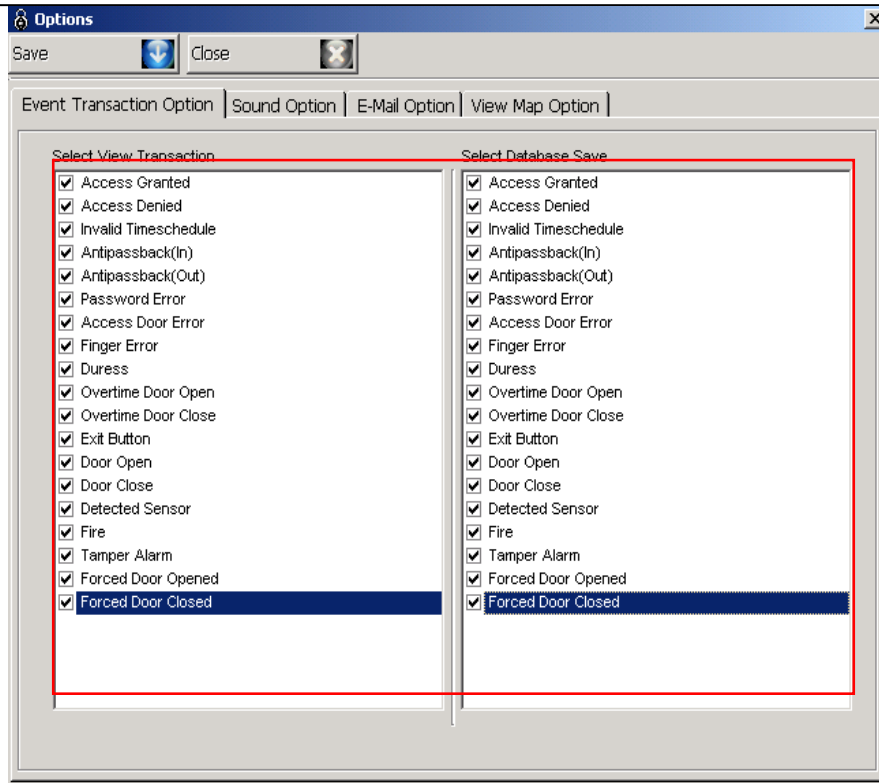 Options
Save Close
Event Transaction Option Sound Option E-Mail Option View Map Option
Select View Transaction
Access Granted
Access Denied
Invalid Timeschedule
Antipassback(In)
Antipassback(Out)
Password Error
Access Door Error
Finger Error
Duress
Overtime Door Open
Overtime Door Close
Exit Button
Door Open
Door Close
Detected Sensor
Fire
Tamper Alarm
Forced Door Opened
Forced Door Closed
Select Database Save
Access Granted
Access Denied
Invalid Timeschedule
Antipassback(In)
Antipassback(Out)
Password Error
Access Door Error
Finger Error
Duress
Overtime Door Open
Overtime Door Close
Exit Button
Door Open
Door Close
Detected Sensor
Fire
Tamper Alarm
Forced Door Opened
Forced Door Closed